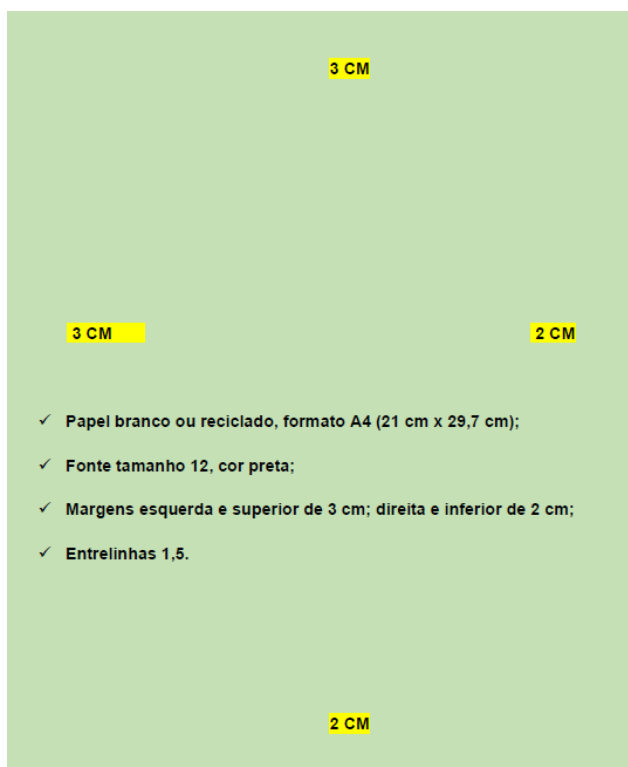 3 CM
3 CM
2 CM
✓ Papel branco ou reciclado, formato A4 (21 cm x 29,7 cm);
✓ Fonte tamanho 12, cor preta;
✓ Margens esquerda e superior de 3 cm; direita e inferior de 2 cm;
✓ Entrelinhas 1,5.
2 CM